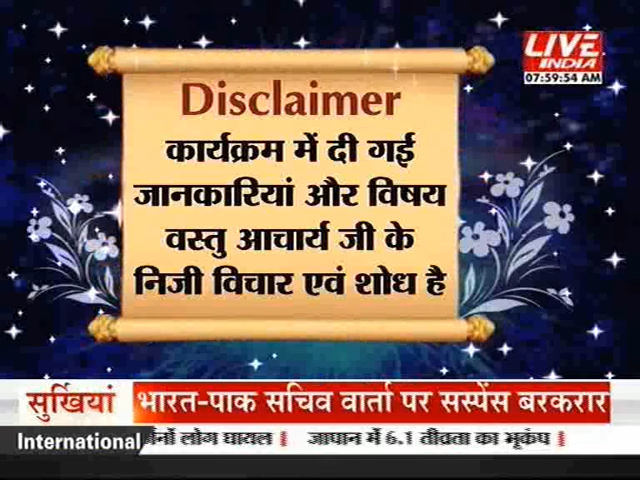 LIVE
INDIA
07:59:54 AM
Disclaimer
कार्यक्रम में दी गई
जानकारियां और विषय
वस्तु आचार्य जी के
निजी विचार एवं शोध है
सुर्खियां
भारत-पाक सचिव वार्ता पर सस्पेंस बरकरार
International
लोग घायल
जापान में 6.1 तीव्रता का भूकंप